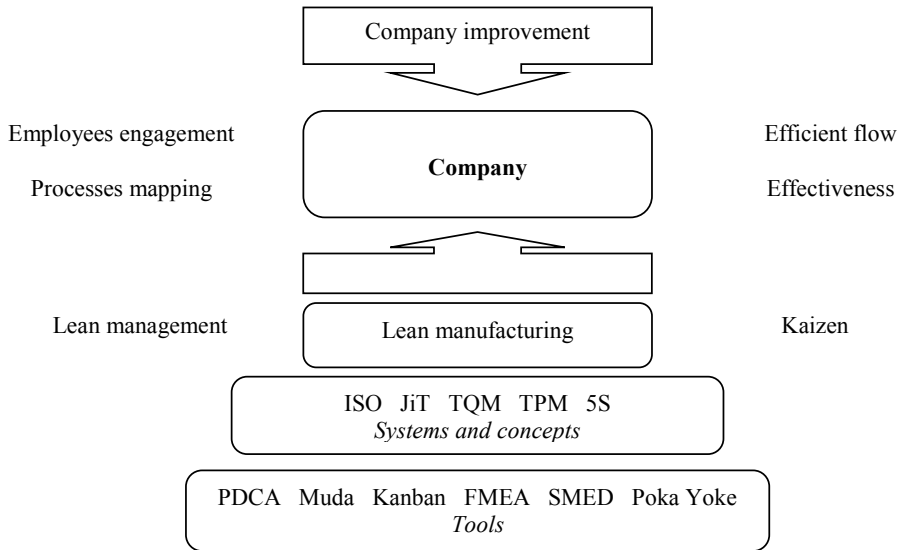 Company improvement
Employees engagement
Efficient flow
Company
Processes mapping
Effectiveness
Lean management
Lean manufacturing
Kaizen
ISO JiT TQM TPM 5S
Systems and concepts
PDCA Muda Kanban FMEA SMED Poka Yoke
Tools